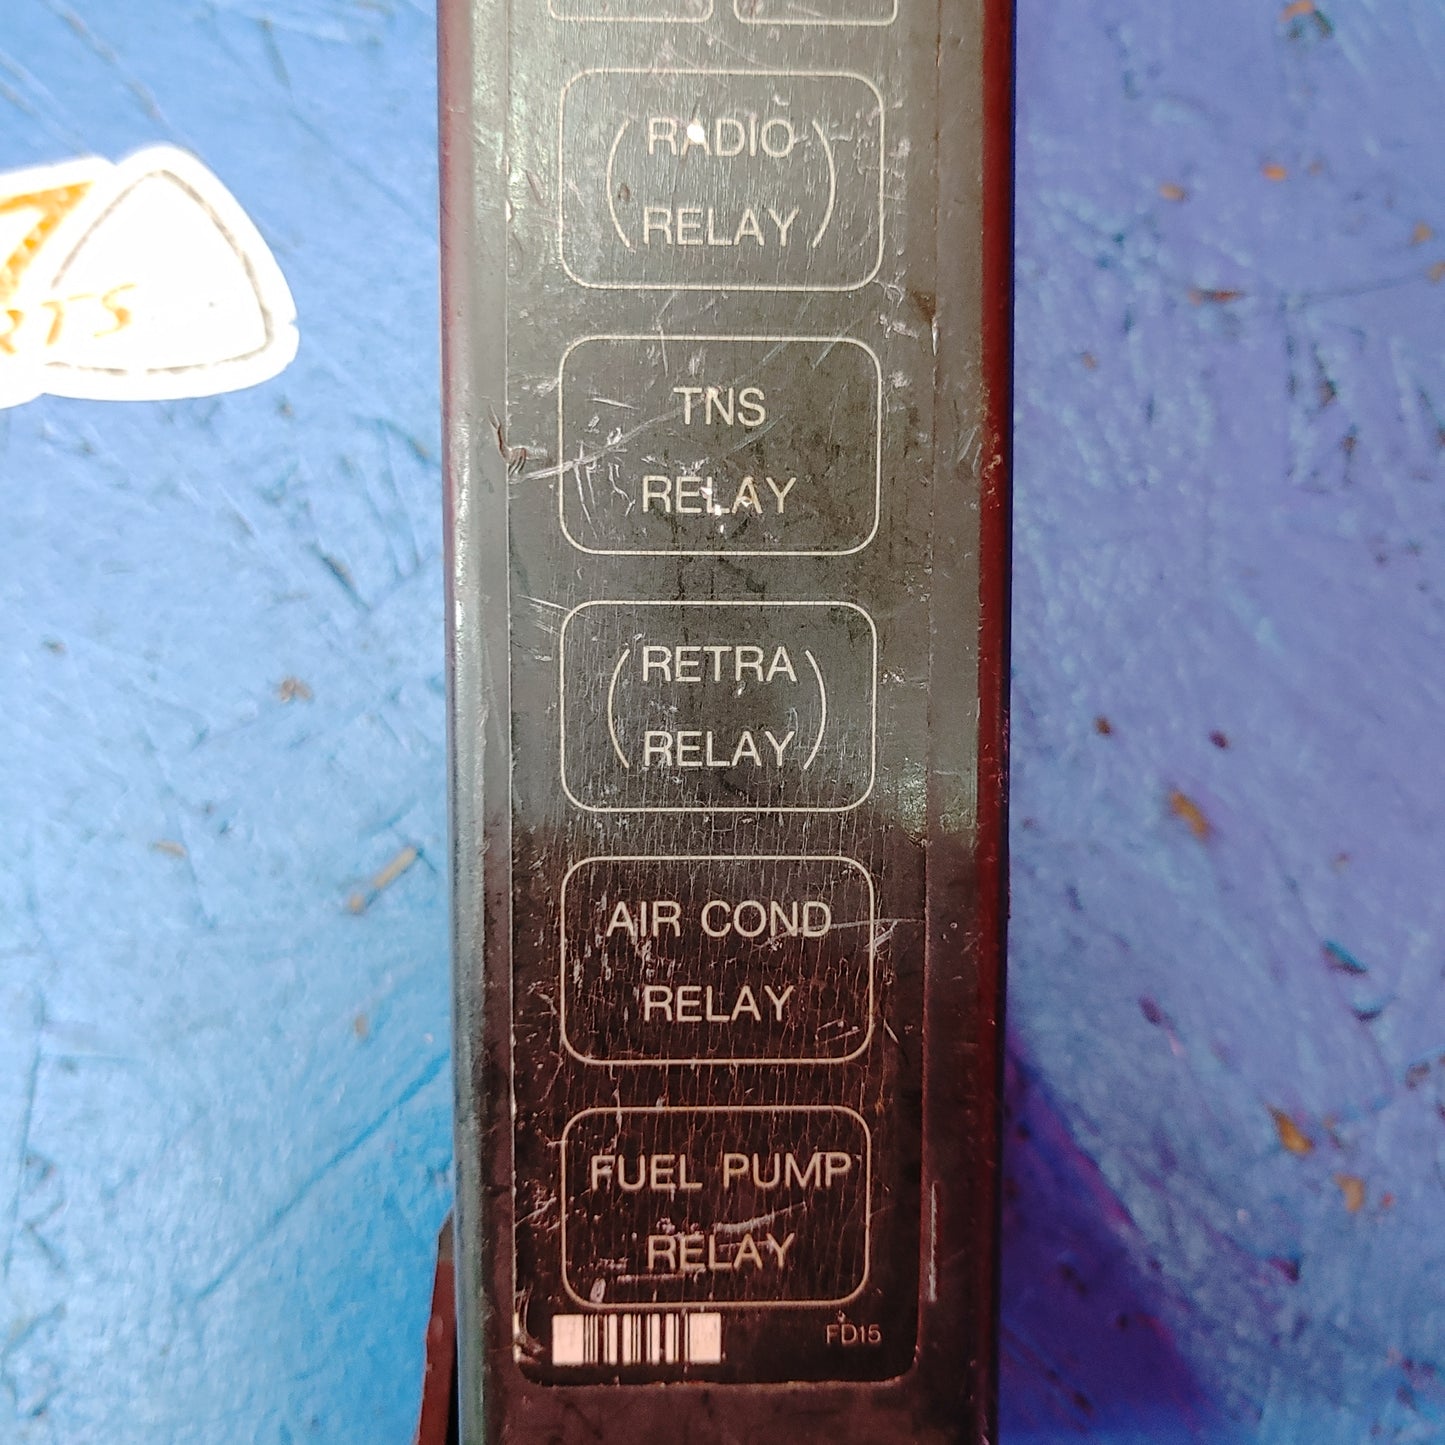 RADIO
RELAY
TNS
RELAY
RETRA
RELAY
AIR COND
RELAY
FUEL PUMP
RELAY
FD15